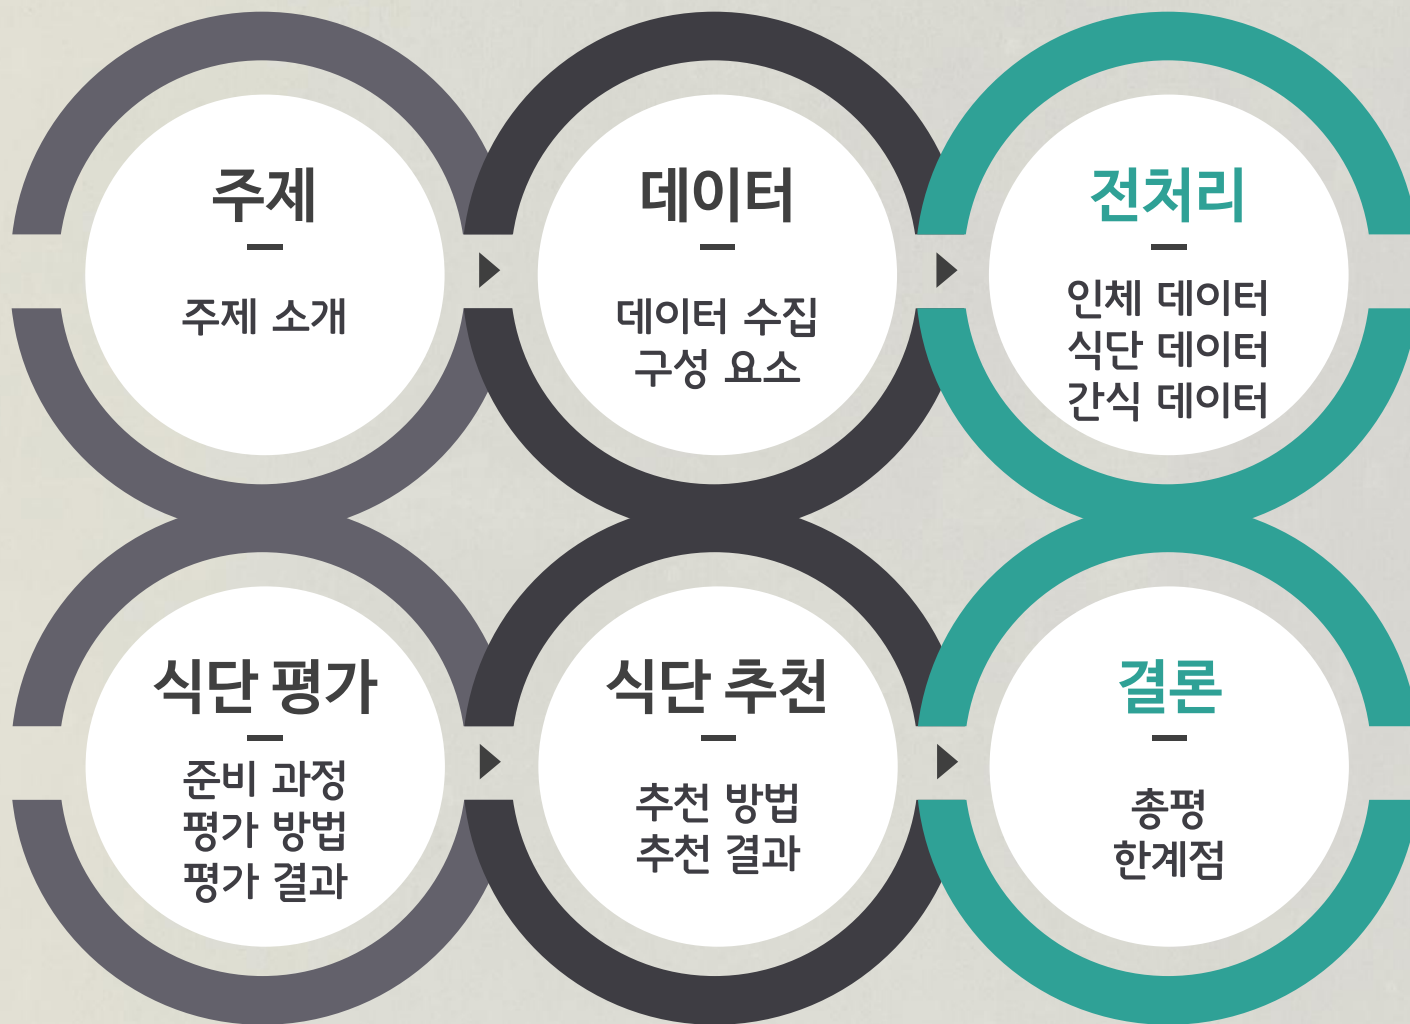 주제
주제 소개
데이터
데이터 수집
구성 요소
전처리
인체 데이터
식단 데이터
간식 데이터
식단 평가
준비 과정
평가 방법
평가 결과
식단 추천
추천 방법
추천 결과
결론
총평
한계점